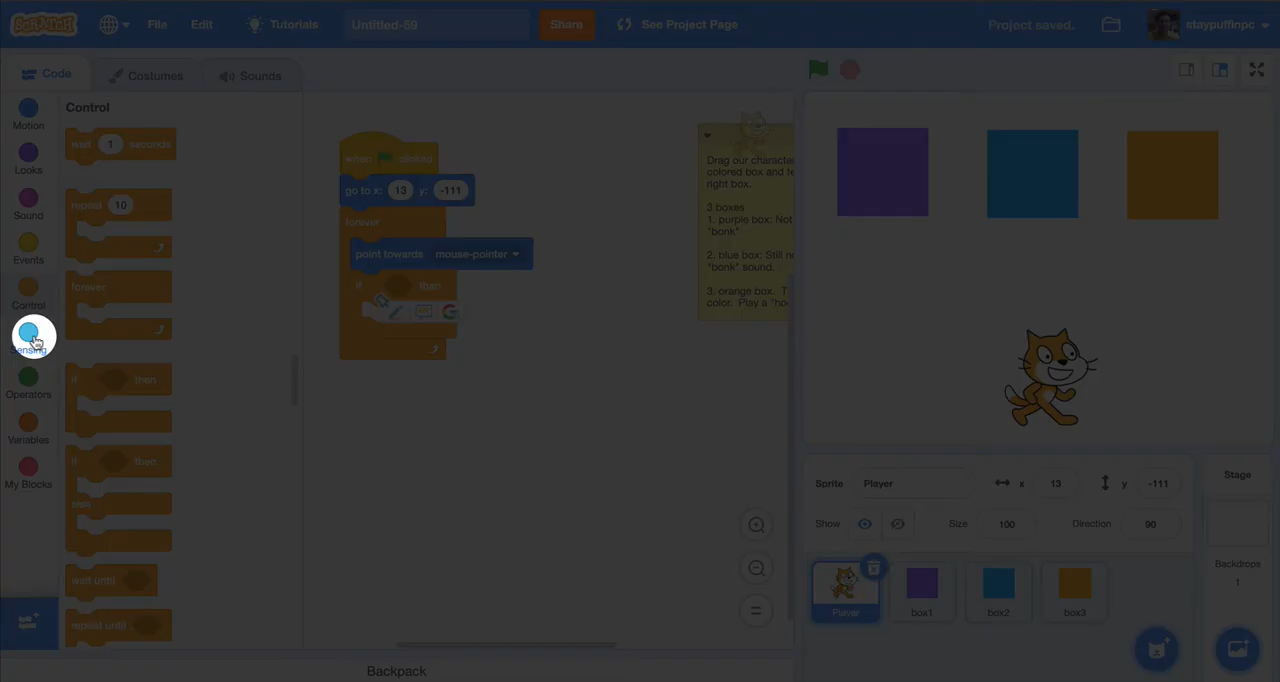 SCRATCH
File
Edit
Tutorials
Untitled-59
Share
See Project Page
Project saved.
staypuffinpc
Code
Costumes
Sounds
Motion
Looks
Sound
Events
Control
Sensing
Operators
Variables
My Blocks
Control
wait 1 seconds
repeat 10
forever
if then
if then
else
wait until
repeat until
when clicked
go to x: 13 y: -111
forever
point towards mouse-pointer
if then
Drag our characte
colored box and te
right box.
3 boxes
1. purple box: Not
"bonk"
2. blue box: Still n
"bonk" sound.
3. orange box. T
color. Play a "ho
Sprite
Player
x
13
y
-111
Show
Size
100
Direction
90
Player
box1
box2
box3
Stage
Backdrops
1
Backpack